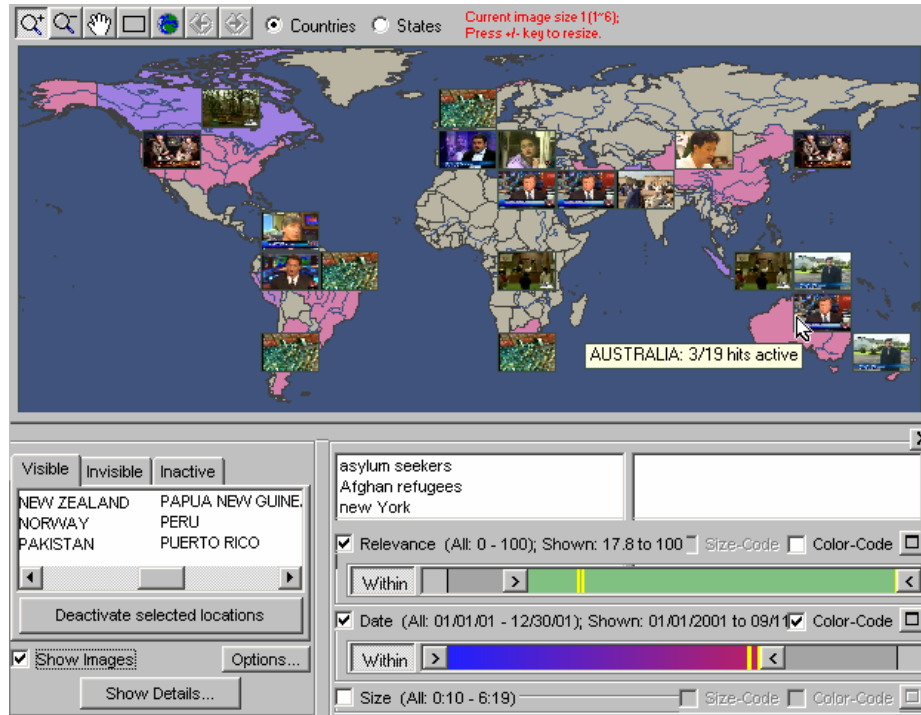 Countries States Current image size 1(1~6);
Press +/- key to resize.
AUSTRALIA: 3/19 hits active
Visible Invisible Inactive
NEW ZEALAND PAPUA NEW GUINE.
NORWAY PERU
PAKISTAN PUERTO RICO
Deactivate selected locations
Show Images Options...
Show Details...
asylum seekers
Afghan refugees
new York
Relevance (All: 0 - 100); Shown: 17.8 to 100 Size-Code Color-Code
Within
Date (All: 01/01/01 - 12/30/01); Shown: 01/01/2001 to 09/11 Color-Code
Within
Size (All: 0:10 - 6:19) Size-Code Color-Code